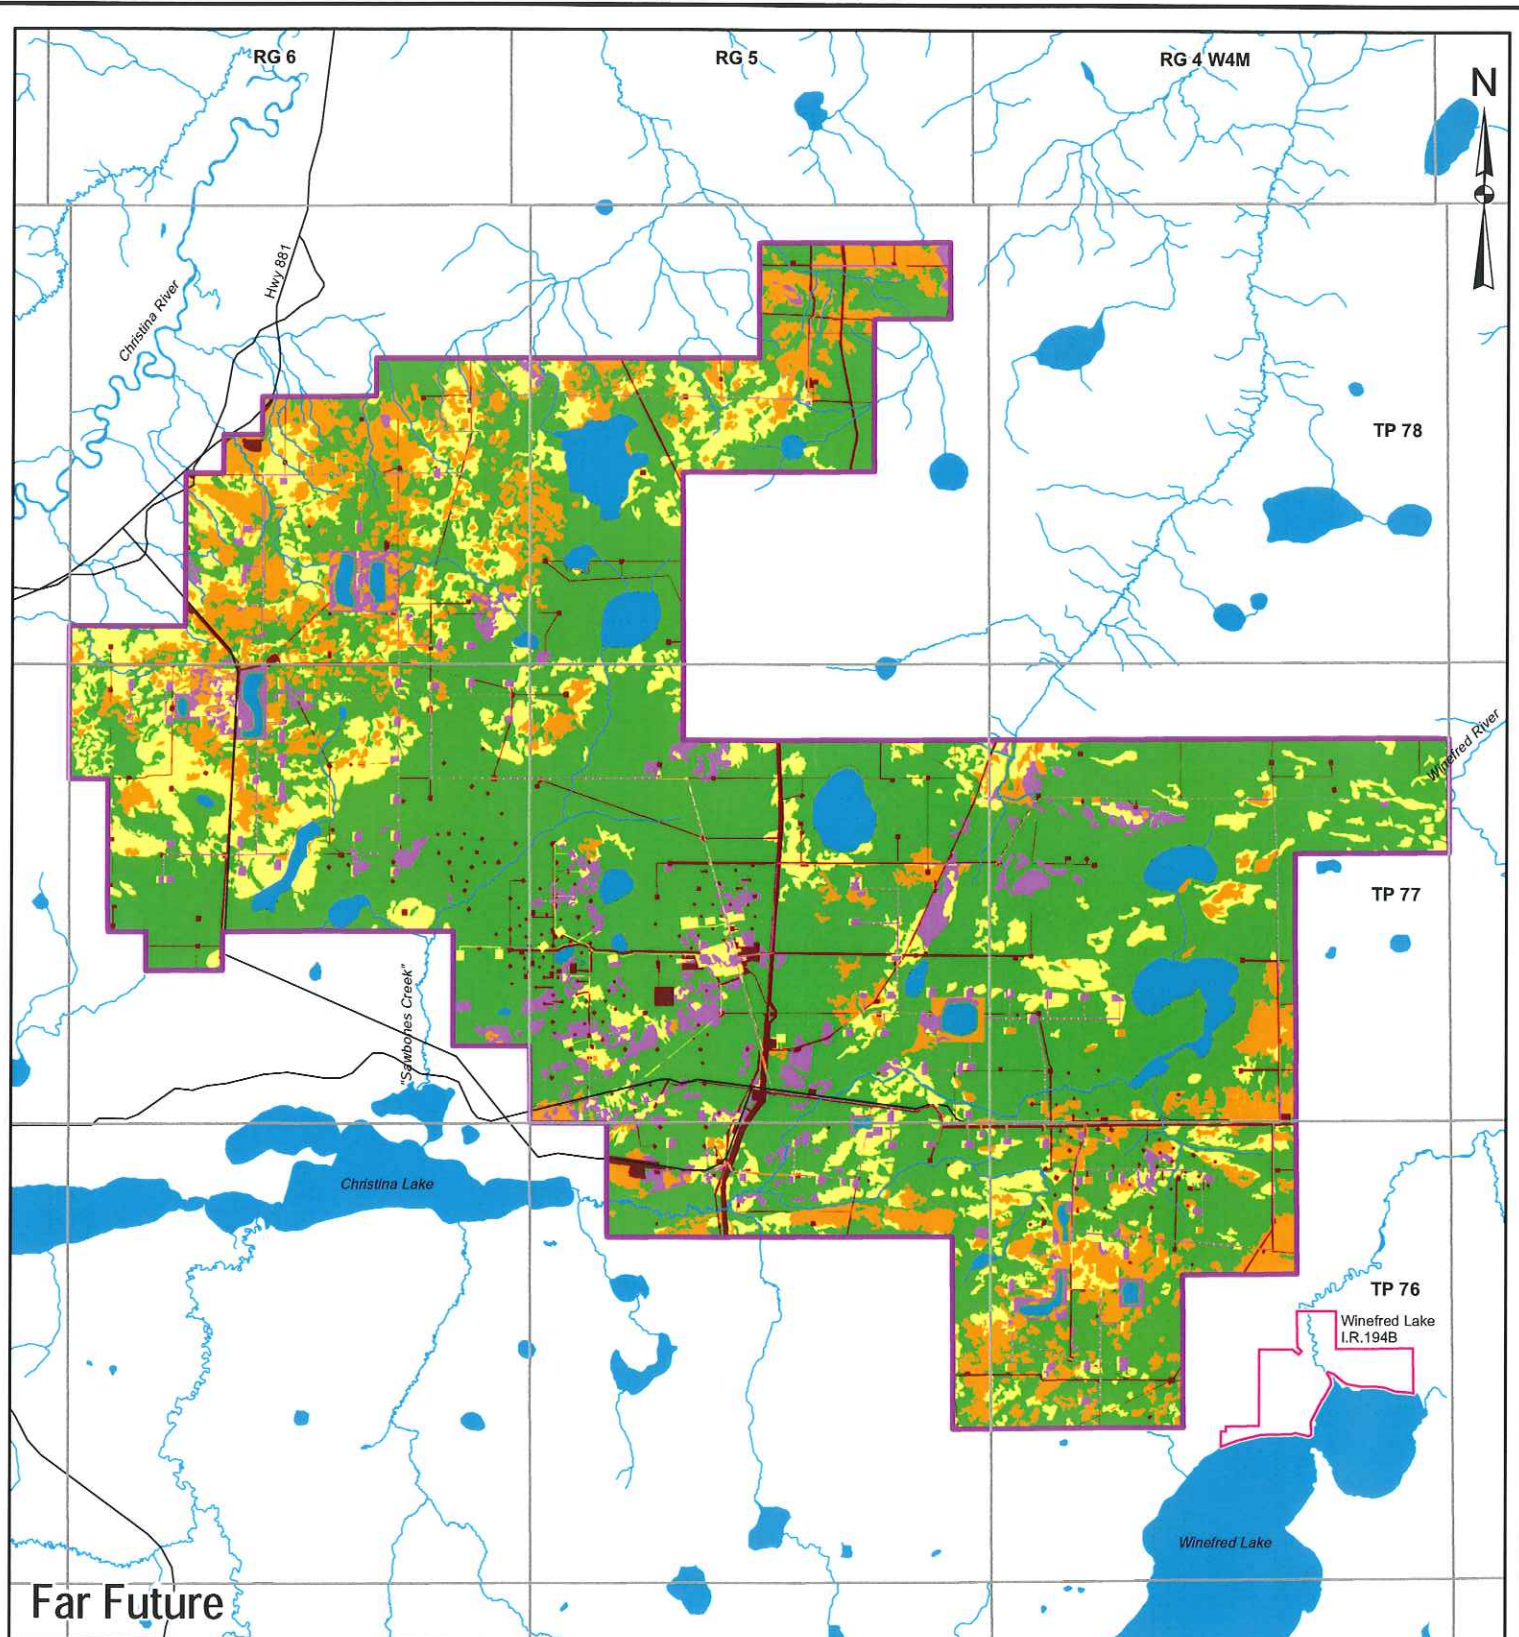 RG 6
RG 5
RG 4 W4M
N
Hwy 881
Christina River
TP 78
Winefred River
TP 77
"Sawbones Creek"
Christina Lake
TP 76
Winefred Lake
I.R.194B
Winefred Lake
Far Future